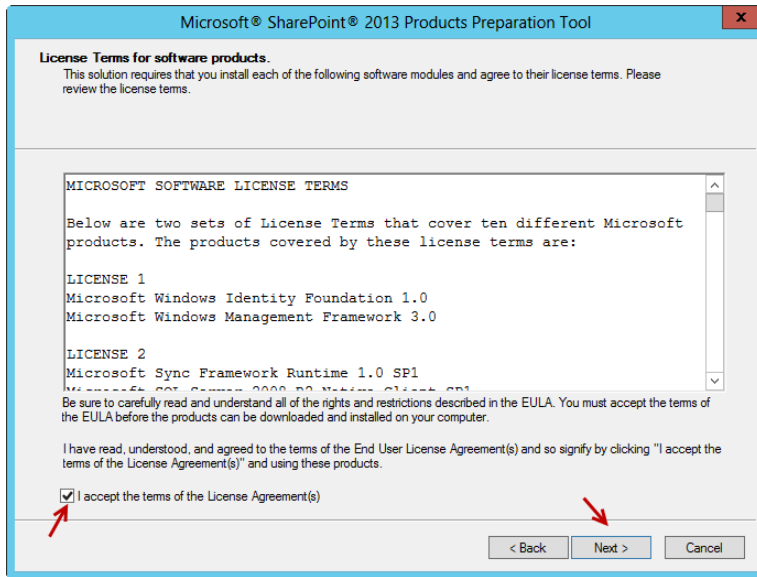 Microsoft® SharePoint® 2013 Products Preparation Tool
x
License Terms for software products.
This solution requires that you install each of the following software modules and agree to their license terms. Please
review the license terms.
MICROSOFT SOFTWARE LICENSE TERMS
Below are two sets of License Terms that cover ten different Microsoft
products. The products covered by these license terms are:
LICENSE 1
Microsoft Windows Identity Foundation 1.0
Microsoft Windows Management Framework 3.0
LICENSE 2
Microsoft Sync Framework Runtime 1.0 SP1
Microsoft SQL Server 2008 R2 Native Client SP1
Be sure to carefully read and understand all of the rights and restrictions described in the EULA. You must accept the terms of
the EULA before the products can be downloaded and installed on your computer.
I have read, understood, and agreed to the terms of the End User License Agreement(s) and so signify by clicking "I accept the
terms of the License Agreement(s)" and using these products.
I accept the terms of the License Agreement(s)
< Back Next > Cancel